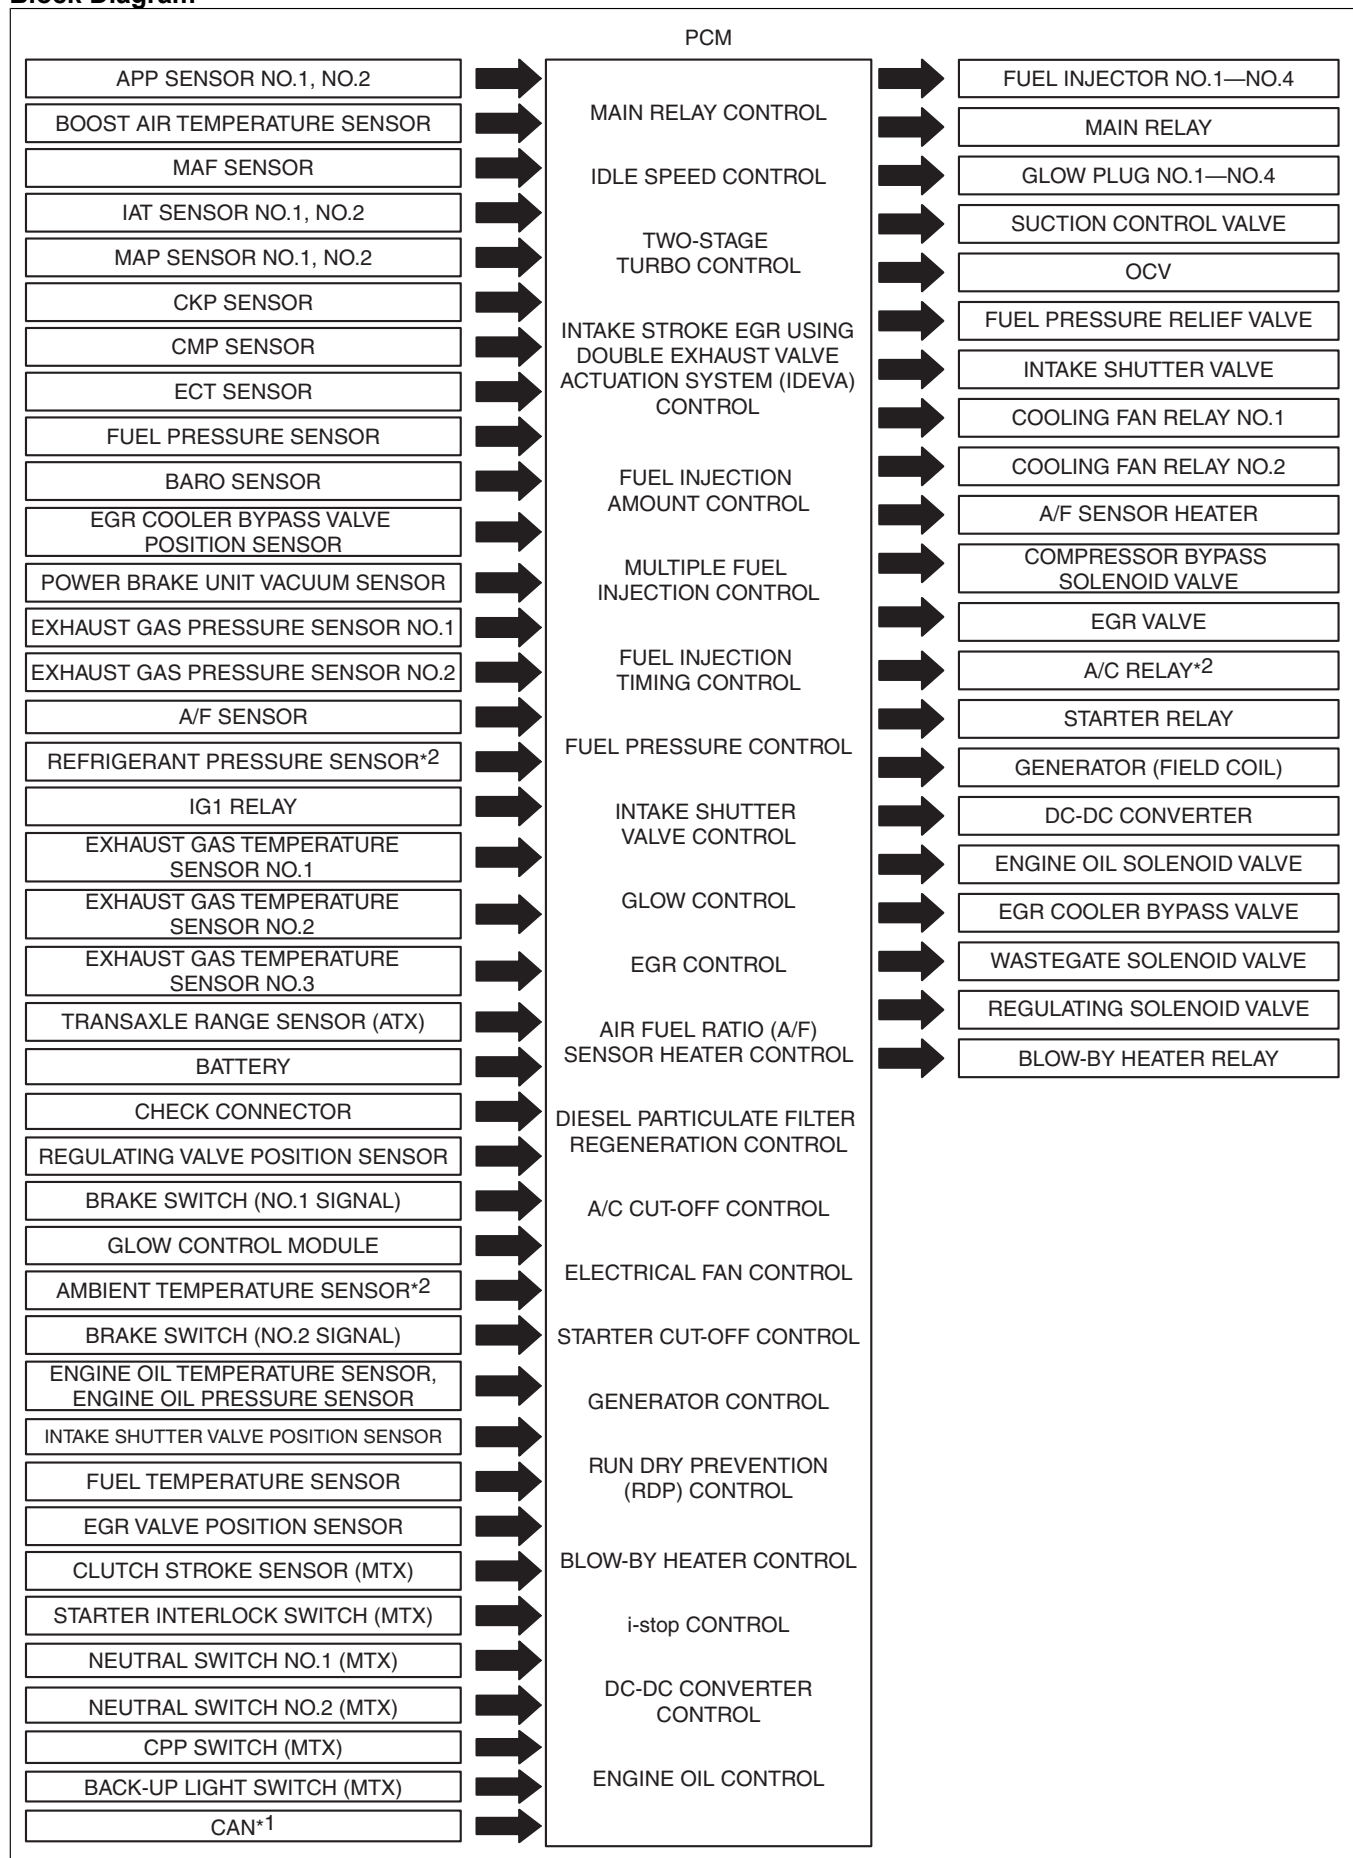 Block Diagram
PCM
APP SENSOR NO.1, NO.2
BOOST AIR TEMPERATURE SENSOR
MAF SENSOR
IAT SENSOR NO.1, NO.2
MAP SENSOR NO.1, NO.2
CKP SENSOR
CMP SENSOR
ECT SENSOR
FUEL PRESSURE SENSOR
BARO SENSOR
EGR COOLER BYPASS VALVE
POSITION SENSOR
POWER BRAKE UNIT VACUUM SENSOR
EXHAUST GAS PRESSURE SENSOR NO.1
EXHAUST GAS PRESSURE SENSOR NO.2
A/F SENSOR
REFRIGERANT PRESSURE SENSOR*2
IG1 RELAY
EXHAUST GAS TEMPERATURE
SENSOR NO.1
EXHAUST GAS TEMPERATURE
SENSOR NO.2
EXHAUST GAS TEMPERATURE
SENSOR NO.3
TRANSAXLE RANGE SENSOR (ATX)
BATTERY
CHECK CONNECTOR
REGULATING VALVE POSITION SENSOR
BRAKE SWITCH (NO.1 SIGNAL)
GLOW CONTROL MODULE
AMBIENT TEMPERATURE SENSOR*2
BRAKE SWITCH (NO.2 SIGNAL)
ENGINE OIL TEMPERATURE SENSOR,
ENGINE OIL PRESSURE SENSOR
INTAKE SHUTTER VALVE POSITION SENSOR
FUEL TEMPERATURE SENSOR
EGR VALVE POSITION SENSOR
CLUTCH STROKE SENSOR (MTX)
STARTER INTERLOCK SWITCH (MTX)
NEUTRAL SWITCH NO.1 (MTX)
NEUTRAL SWITCH NO.2 (MTX)
CPP SWITCH (MTX)
BACK-UP LIGHT SWITCH (MTX)
CAN*1
MAIN RELAY CONTROL
IDLE SPEED CONTROL
TWO-STAGE
TURBO CONTROL
INTAKE STROKE EGR USING
DOUBLE EXHAUST VALVE
ACTUATION SYSTEM (IDEVA)
CONTROL
FUEL INJECTION
AMOUNT CONTROL
MULTIPLE FUEL
INJECTION CONTROL
FUEL INJECTION
TIMING CONTROL
FUEL PRESSURE CONTROL
INTAKE SHUTTER
VALVE CONTROL
GLOW CONTROL
EGR CONTROL
AIR FUEL RATIO (A/F)
SENSOR HEATER CONTROL
DIESEL PARTICULATE FILTER
REGENERATION CONTROL
A/C CUT-OFF CONTROL
ELECTRICAL FAN CONTROL
STARTER CUT-OFF CONTROL
GENERATOR CONTROL
RUN DRY PREVENTION
(RDP) CONTROL
BLOW-BY HEATER CONTROL
i-stop CONTROL
DC-DC CONVERTER
CONTROL
ENGINE OIL CONTROL
FUEL INJECTOR NO.1—NO.4
MAIN RELAY
GLOW PLUG NO.1—NO.4
SUCTION CONTROL VALVE
OCV
FUEL PRESSURE RELIEF VALVE
INTAKE SHUTTER VALVE
COOLING FAN RELAY NO.1
COOLING FAN RELAY NO.2
A/F SENSOR HEATER
COMPRESSOR BYPASS
SOLENOID VALVE
EGR VALVE
A/C RELAY*2
STARTER RELAY
GENERATOR (FIELD COIL)
DC-DC CONVERTER
ENGINE OIL SOLENOID VALVE
EGR COOLER BYPASS VALVE
WASTEGATE SOLENOID VALVE
REGULATING SOLENOID VALVE
BLOW-BY HEATER RELAY